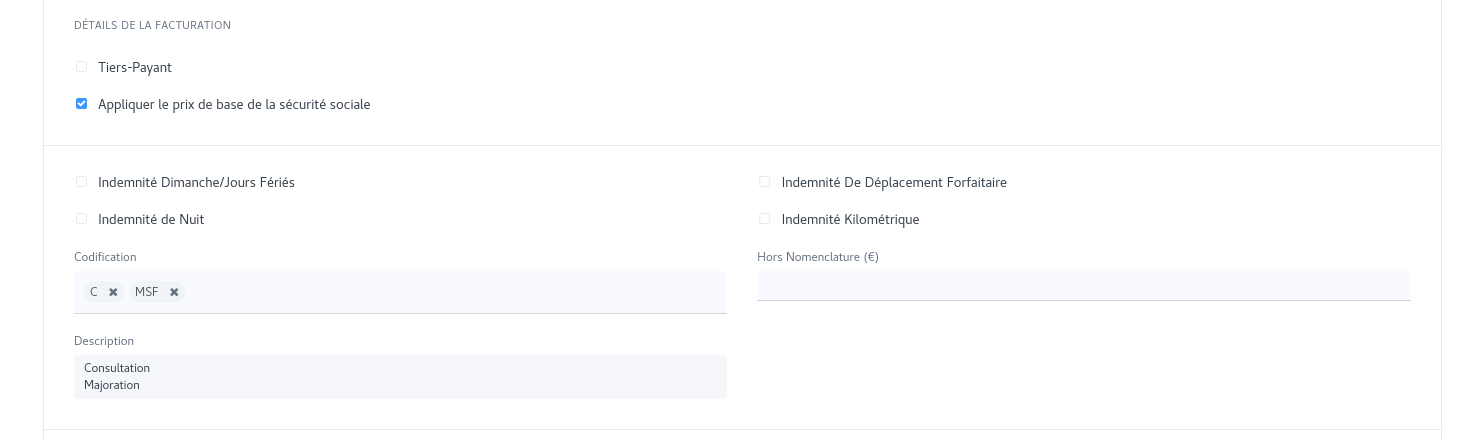 DÉTAILS DE LA FACTURATION
Tiers-Payant
Appliquer le prix de base de la sécurité sociale
Indemnité Dimanche/Jours Fériés
Indemnité De Déplacement Forfaitaire
Indemnité de Nuit
Indemnité Kilométrique
Codification
Hors Nomenclature (€)
C ✖ MSF ✖
Description
Consultation
Majoration